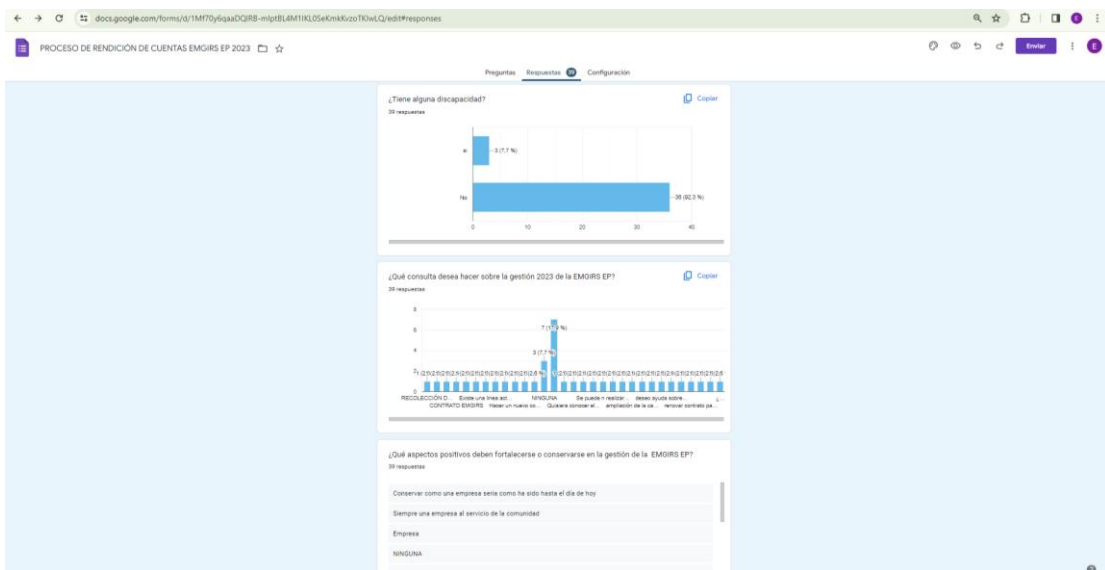 docs.google.com/forms/d/1Mf70y6qaaDQIRB-mlptBL4M1IKL0SeKmkKvzoTIOwLQ/edit#responses
PROCESO DE RENDICIÓN DE CUENTAS EMGIRS EP 2023
Enviar
E
Preguntas Respuestas 39 Configuración
¿Tiene alguna discapacidad?
Copiar
39 respuestas
3 (7,7 %)
No
36 (92,3 %)
0 10 20 30 40
¿Qué consulta desea hacer sobre la gestión 2023 de la EMGIRS EP?
Copiar
39 respuestas
8
6
4
2
0
7 (17,9 %)
3 (7,7 %)
RECOLECCIÓN D... Existe una línea act... NINGUNA Se puede n realizar... deseo ayuda sobre...
CONTRATO EMGIRS Hacer un nuevo co... Quisiera conocer el... ampliación de la ca... renovar contrato pa...
¿Qué aspectos positivos deben fortalecerse o conservarse en la gestión de la EMGIRS EP?
39 respuestas
Conservar como una empresa seria como ha sido hasta el día de hoy
Siempre una empresa al servicio de la comunidad
Empresa
NINGUNA